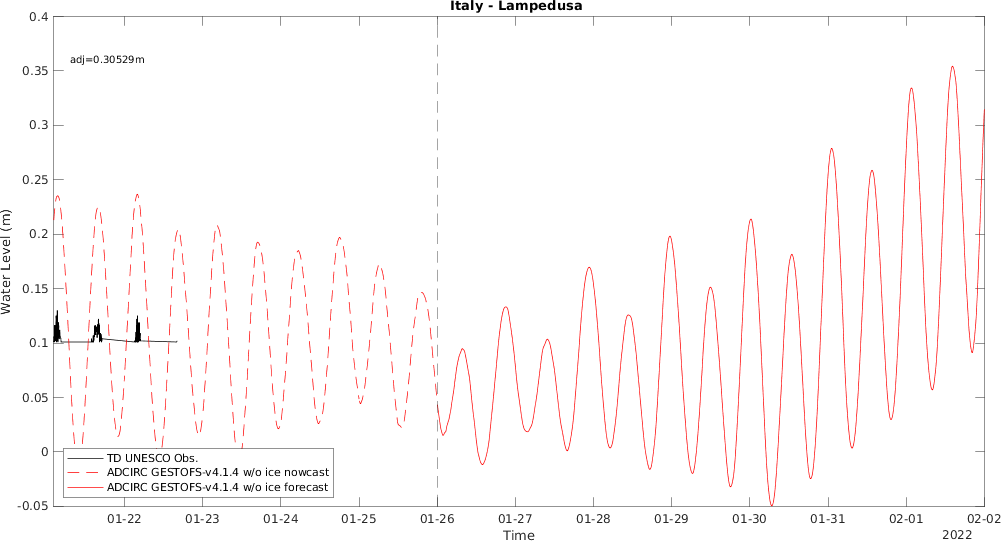 Italy - Lampedusa
adj=0.30529m
Water Level (m)
0.4
0.35
0.3
0.25
0.2
0.15
0.1
0.05
0
-0.05
TD UNESCO Obs.
ADCIRC GESTOFS-v4.1.4 w/o ice nowcast
ADCIRC GESTOFS-v4.1.4 w/o ice forecast
01-22 01-23 01-24 01-25 01-26 01-27 01-28 01-29 01-30 01-31 02-01 02-02
Time
2022